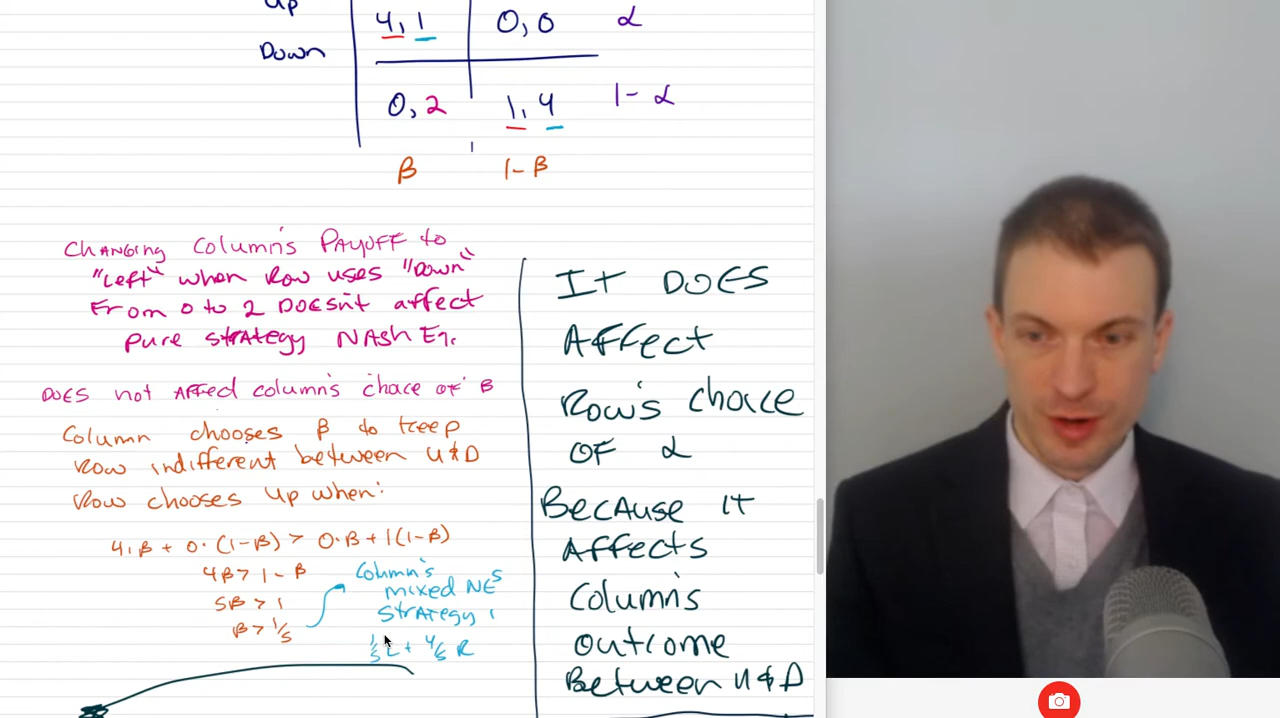 Up
4, 1
0, 0
α
Down
0, 2
1, 4
1- α
β
1- β
Changing Column's Payoff to
"Left" when Row uses "Down"
From 0 to 2 Doesn't affect
pure strategy Nash Eq.
Does not Affect column's choice of β
Column chooses β to keep
Row indifferent between U & D
Row chooses Up when:
4·β + 0·(1-β) > 0·β + 1(1-β)
4β > 1-β
5β > 1
β > 1/5
Column's
mixed NE
strategy
1/5 L + 4/5 R
It Does
Affect
Row's choice
OF α
Because it
Affects
Column's
outcome
Between U & D